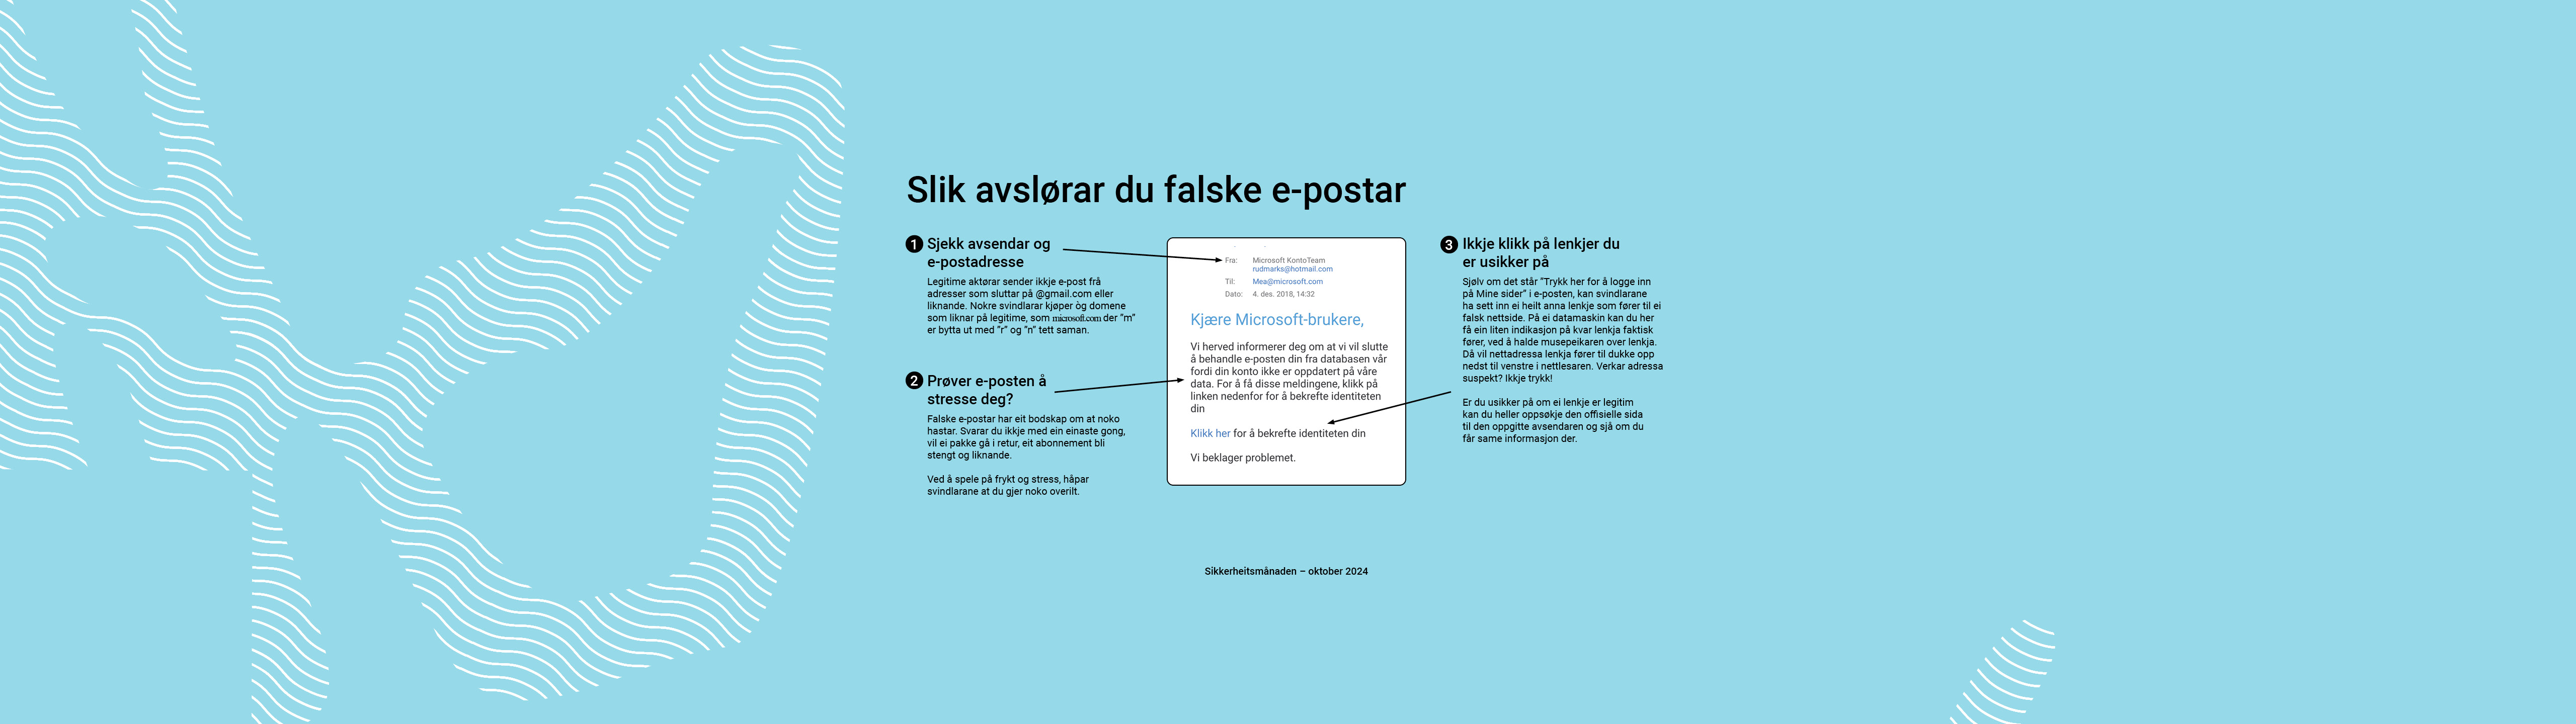 Slik avslørar du falske e-postar
1 Sjekk avsendar og
e-postadresse
Legitime aktørar sender ikkje e-post frå
adresser som sluttar på @gmail.com eller
liknande. Nokre svindlarar kjøper òg domene
som liknar på legitime, som microsoft.com der "m"
er bytta ut med "r" og "n" tett saman.
2 Prøver e-posten å
stresse deg?
Falske e-postar har eit bodskap om at noko
hastar. Svarar du ikkje med ein einaste gong,
vil ei pakke gå i retur, eit abonnement bli
stengt og liknande.
Ved å spele på frykt og stress, håpar
svindlarane at du gjer noko overilt.
Fra: Microsoft KontoTeam
rudmarks@hotmail.com
Til: Mea@microsoft.com
Dato: 4. des. 2018, 14:32
Kjære Microsoft-brukere,
Vi herved informerer deg om at vi vil slutte
å behandle e-posten din fra databasen vår
fordi din konto ikke er oppdatert på våre
data. For å få disse meldingene, klikk på
linken nedenfor for å bekrefte identiteten
din
Klikk her for å bekrefte identiteten din
Vi beklager problemet.
3 Ikkje klikk på lenkjer du
er usikker på
Sjølv om det står "Trykk her for å logge inn
på Mine sider" i e-posten, kan svindlarane
ha sett inn ei heilt anna lenkje som fører til ei
falsk nettside. På ei datamaskin kan du her
få ein liten indikasjon på kvar lenkja faktisk
fører, ved å halde musepeikaren over lenkja.
Då vil nettadressa lenkja fører til dukke opp
nedst til venstre i nettlesaren. Verkar adressa
suspekt? Ikkje trykk!
Er du usikker på om ei lenkje er legitim
kan du heller oppsøkje den offisielle sida
til den oppgitte avsendaren og sjå om du
får same informasjon der.
Sikkerheitsmånaden – oktober 2024